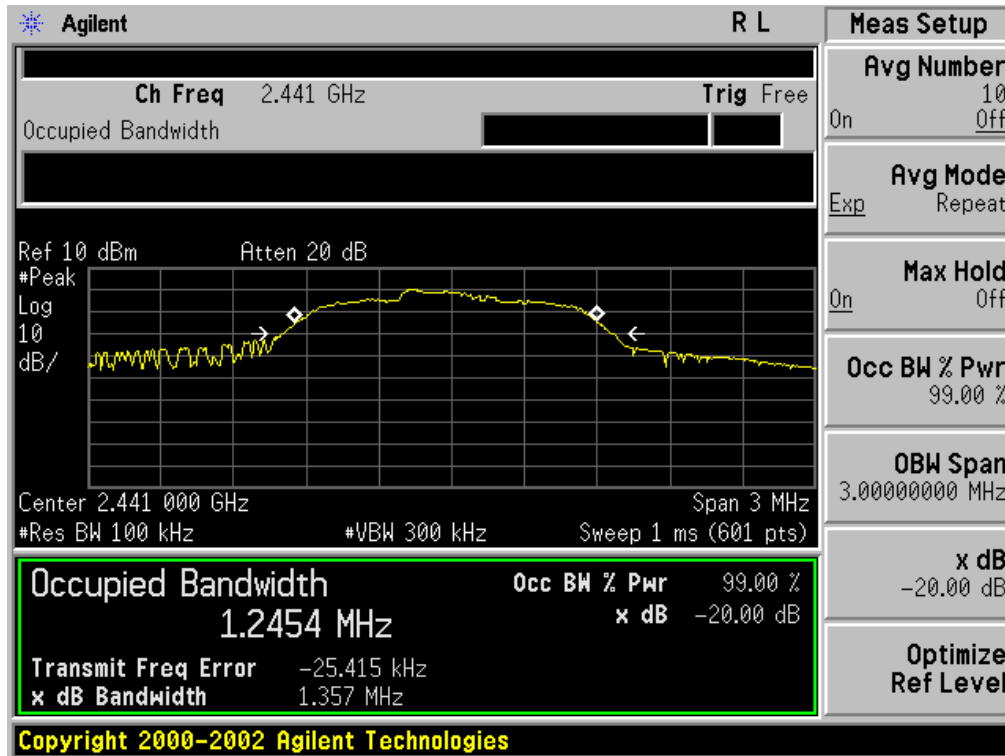 Agilent R L
Ch Freq 2.441 GHz Trig Free
Occupied Bandwidth
Ref 10 dBm Atten 20 dB
#Peak
Log
10
dB/
Center 2.441 000 GHz Span 3 MHz
#Res BW 100 kHz #VBW 300 kHz Sweep 1 ms (601 pts)
Occupied Bandwidth Occ BW % Pwr 99.00 %
1.2454 MHz x dB -20.00 dB
Transmit Freq Error -25.415 kHz
x dB Bandwidth 1.357 MHz
Copyright 2000-2002 Agilent Technologies
Meas Setup
Avg Number
10
On Off
Avg Mode
Exp Repeat
Max Hold
On Off
Occ BW % Pwr
99.00 %
OBW Span
3.00000000 MHz
x dB
-20.00 dB
Optimize
Ref Level